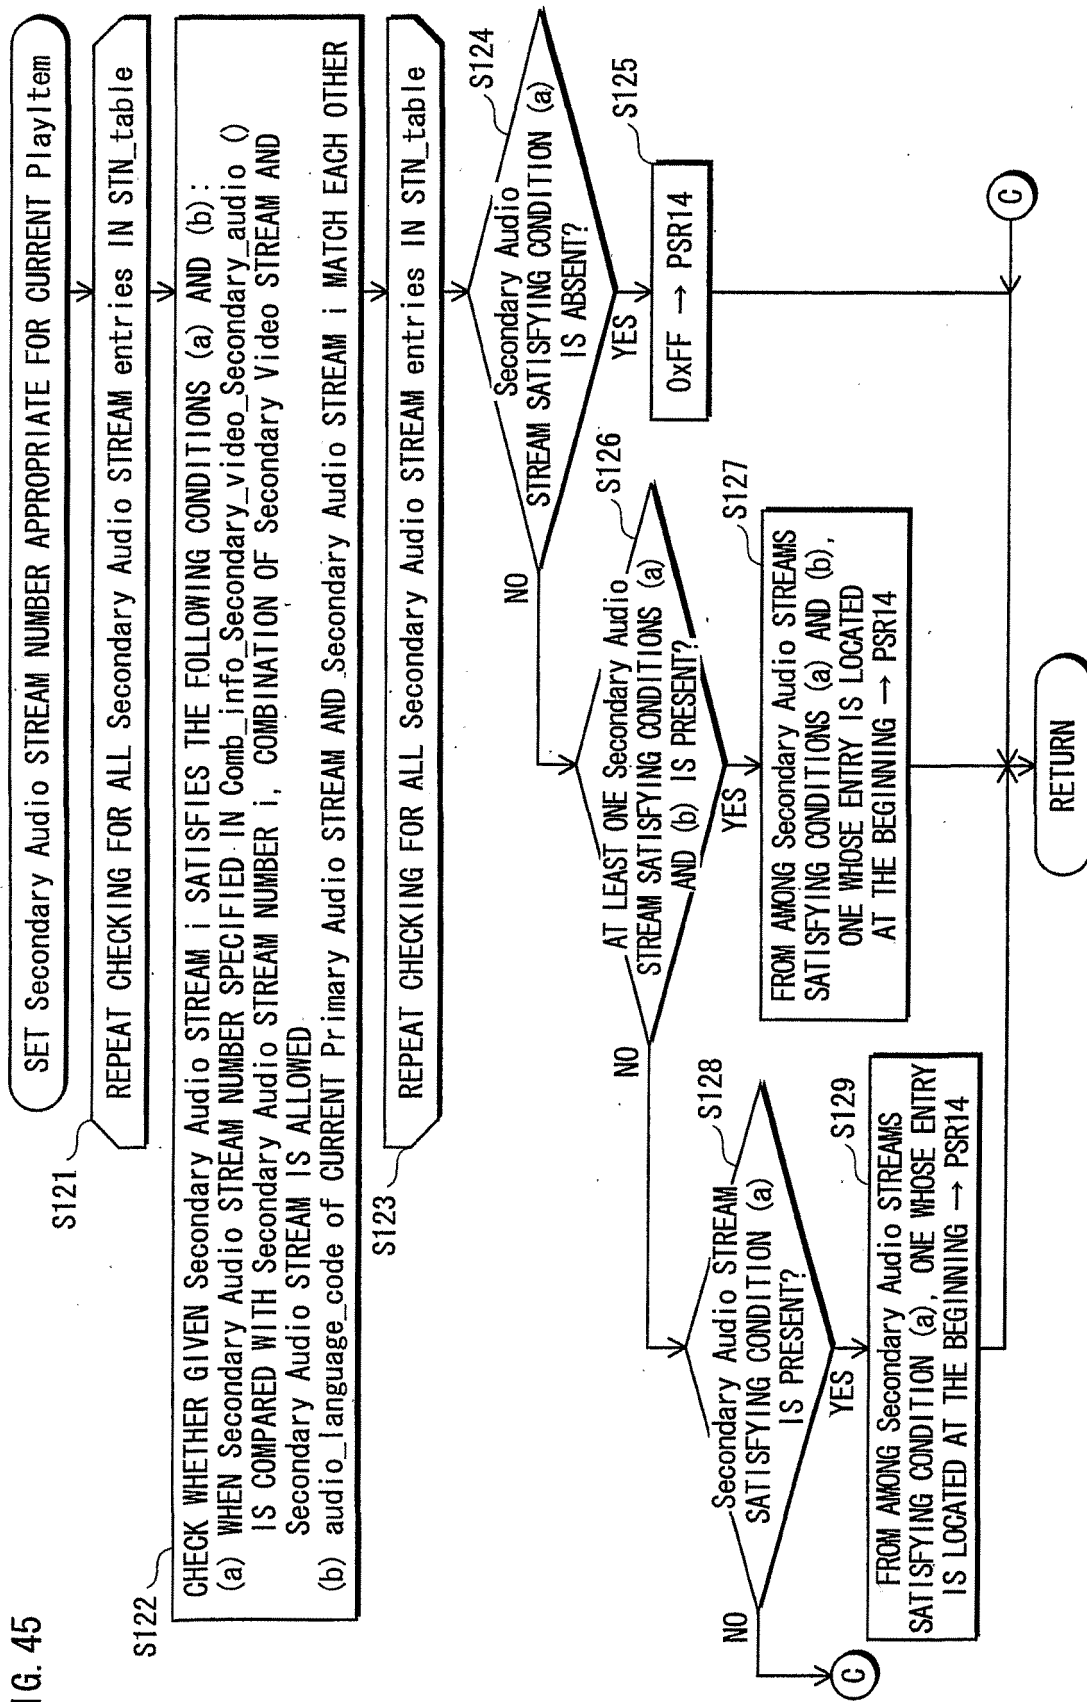 IG. 45
SET Secondary Audio STREAM NUMBER APPROPRIATE FOR CURRENT PlayItem
S121
REPEAT CHECKING FOR ALL Secondary Audio STREAM entries IN STN_table
S122
CHECK WHETHER GIVEN Secondary Audio STREAM i SATISFIES THE FOLLOWING CONDITIONS (a) AND (b):
(a) WHEN Secondary Audio STREAM NUMBER SPECIFIED IN Comb_info_Secondary_video_Secondary_audio ()
IS COMPARED WITH Secondary Audio STREAM NUMBER i, COMBINATION OF Secondary Video STREAM AND
Secondary Audio STREAM IS ALLOWED
(b) audio_language_code of CURRENT Primary Audio STREAM AND Secondary Audio STREAM i MATCH EACH OTHER
S123
REPEAT CHECKING FOR ALL Secondary Audio STREAM entries IN STN_table
S124
Secondary Audio
STREAM SATISFYING CONDITION (a)
IS ABSENT?
NO
YES
S125
0xFF → PSR14
S126
AT LEAST ONE Secondary Audio
STREAM SATISFYING CONDITIONS (a)
AND (b) IS PRESENT?
NO
YES
S127
FROM AMONG Secondary Audio STREAMS
SATISFYING CONDITIONS (a) AND (b),
ONE WHOSE ENTRY IS LOCATED
AT THE BEGINNING → PSR14
S128
Secondary Audio STREAM
SATISFYING CONDITION (a)
IS PRESENT?
NO
YES
S129
FROM AMONG Secondary Audio STREAMS
SATISFYING CONDITION (a), ONE WHOSE ENTRY
IS LOCATED AT THE BEGINNING → PSR14
C
C
RETURN